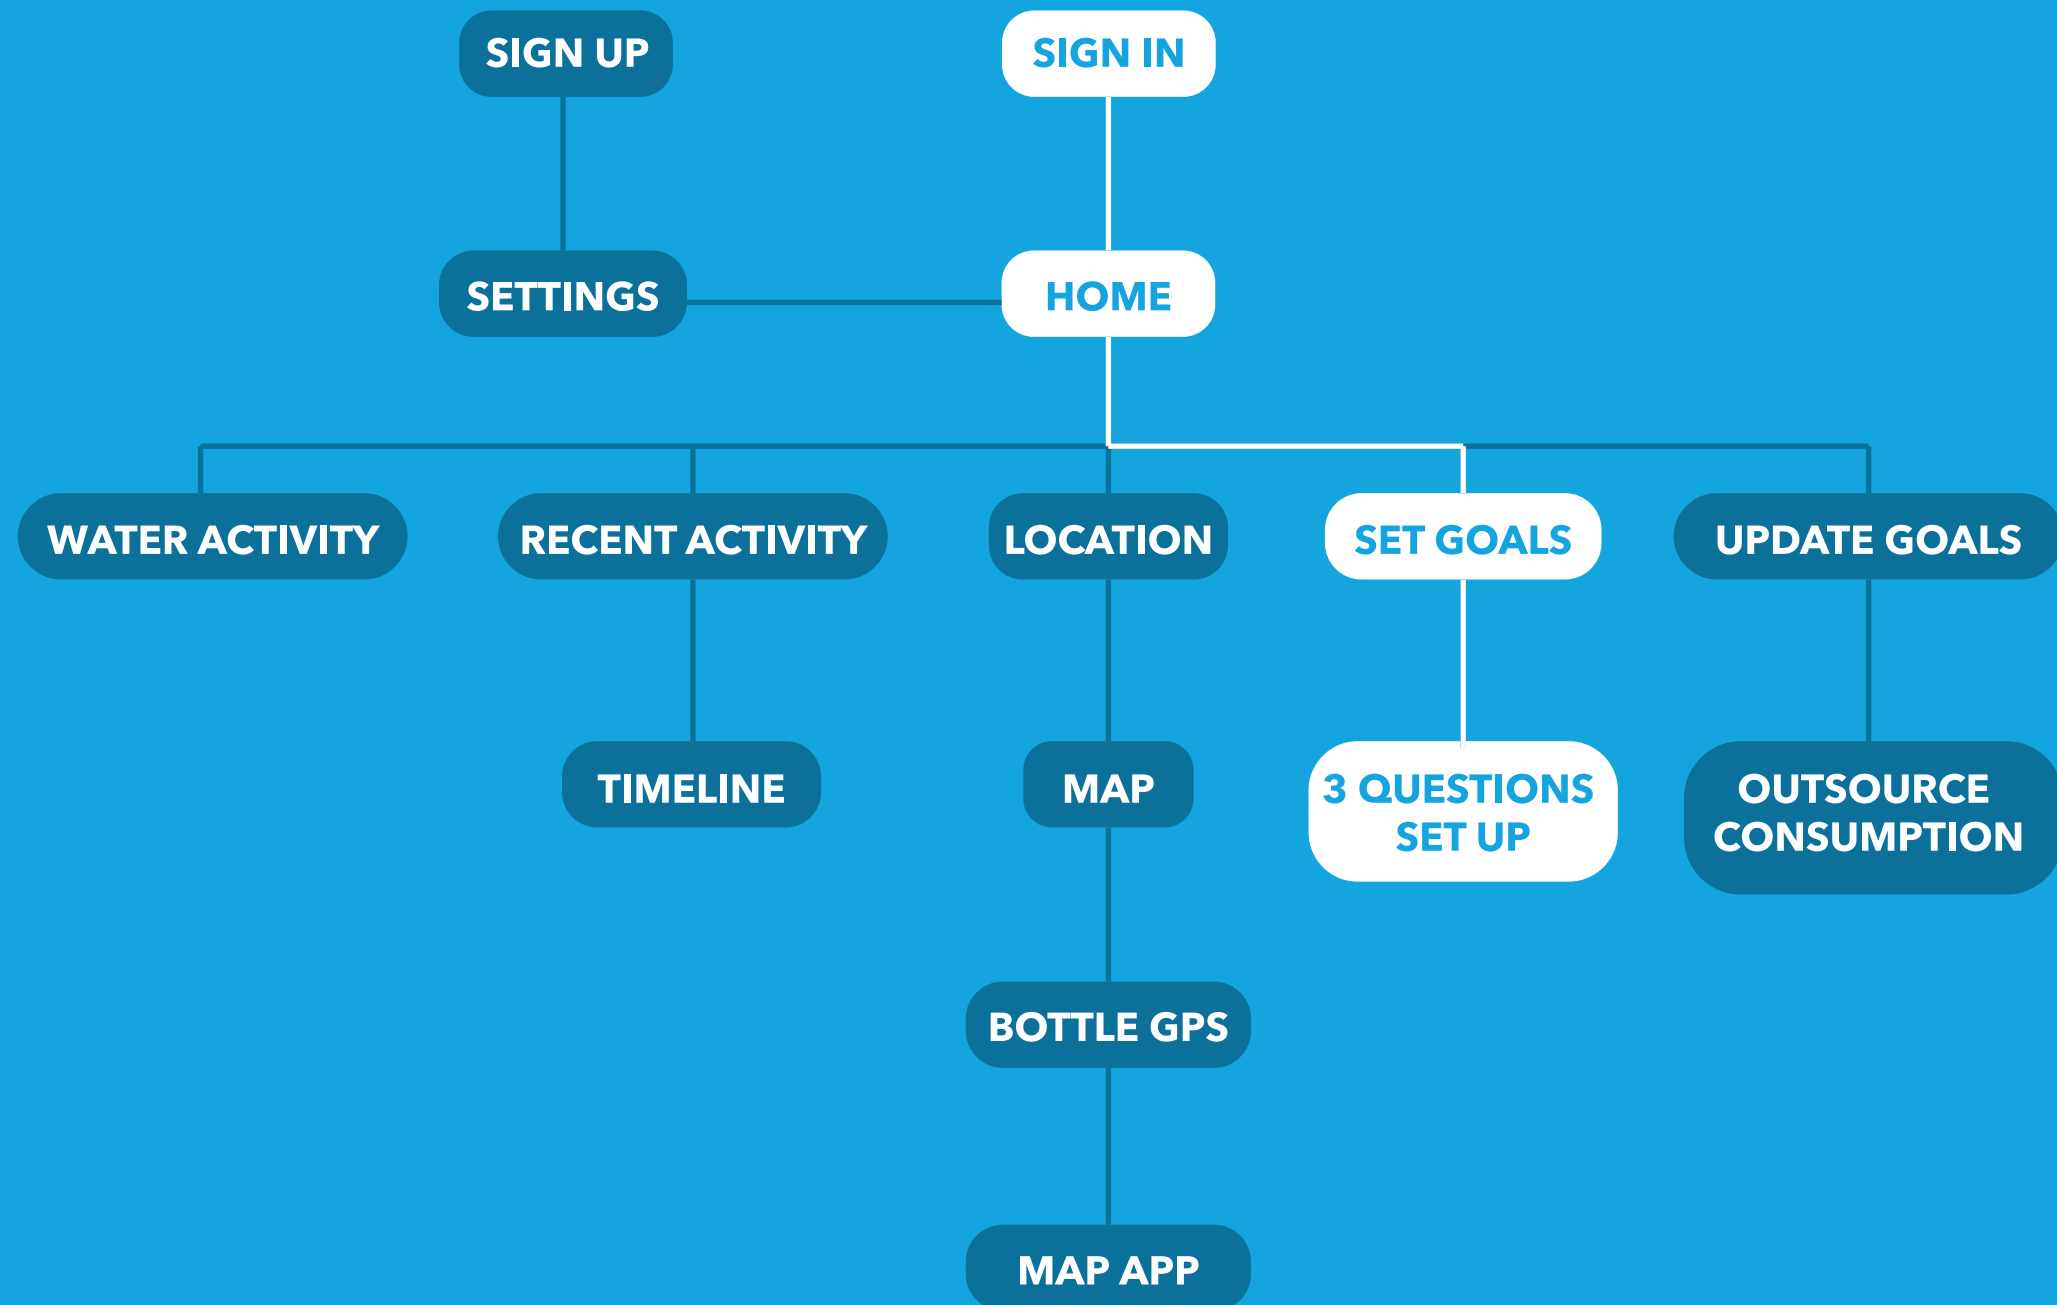 SIGN UP
SIGN IN
SETTINGS
HOME
WATER ACTIVITY
RECENT ACTIVITY
LOCATION
SET GOALS
UPDATE GOALS
TIMELINE
MAP
3 QUESTIONS
SET UP
OUTSOURCE
CONSUMPTION
BOTTLE GPS
MAP APP